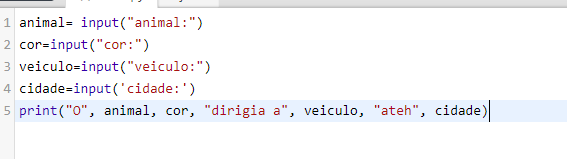 1 animal= input("animal:")
2 cor=input("cor:")
3 veiculo=input("veiculo:")
4 cidade=input('cidade:')
5 print("O", animal, cor, "dirigia a", veiculo, "ateh", cidade)